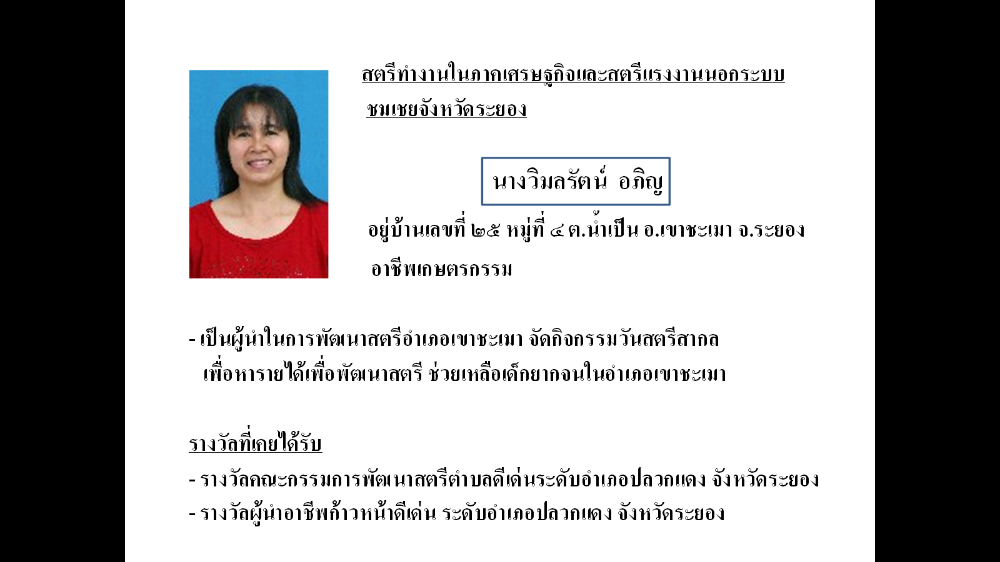 สตรีทำงานในภาคเศรษฐกิจและสตรีแรงงานนอกระบบ
ชมเชยจังหวัดระยอง
นางวิมลรัตน์ อภิญ
อยู่บ้านเลขที่ ๒๕ หมู่ที่ ๔ ต.น้ำเป็น อ.เขาชะเมา จ.ระยอง
อาชีพเกษตรกรรม
- เป็นผู้นำในการพัฒนาสตรีอำเภอเขาชะเมา จัดกิจกรรมวันสตรีสากล
เพื่อหารายได้เพื่อพัฒนาสตรี ช่วยเหลือเด็กยากจนในอำเภอเขาชะเมา
รางวัลที่เคยได้รับ
- รางวัลคณะกรรมการพัฒนาสตรีตำบลดีเด่นระดับอำเภอปลวกแดง จังหวัดระยอง
- รางวัลผู้นำอาชีพก้าวหน้าดีเด่น ระดับอำเภอปลวกแดง จังหวัดระยอง